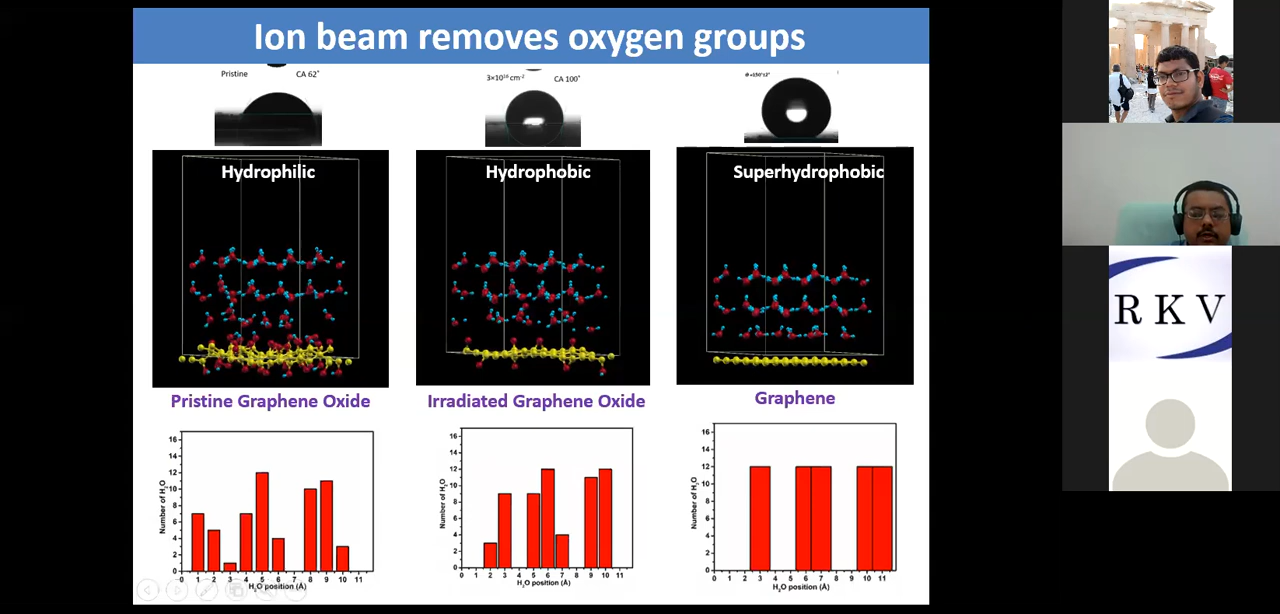 Ion beam removes oxygen groups
Pristine CA 62°
3×10¹⁶ cm⁻² CA 100°
Hydrophilic
Hydrophobic
Superhydrophobic
R K V
Pristine Graphene Oxide
Irradiated Graphene Oxide
Graphene
16
14
12
10
8
6
4
2
0
Number of H₂O
0 1 2 3 4 5 6 7 8 9 10 11
H₂O position (Å)
16
14
12
10
8
6
4
2
0
Number of H₂O
0 1 2 3 4 5 6 7 8 9 10 11
H₂O position (Å)
16
14
12
10
8
6
4
2
0
Number of H₂O
0 1 2 3 4 5 6 7 8 9 10 11
H₂O position (Å)